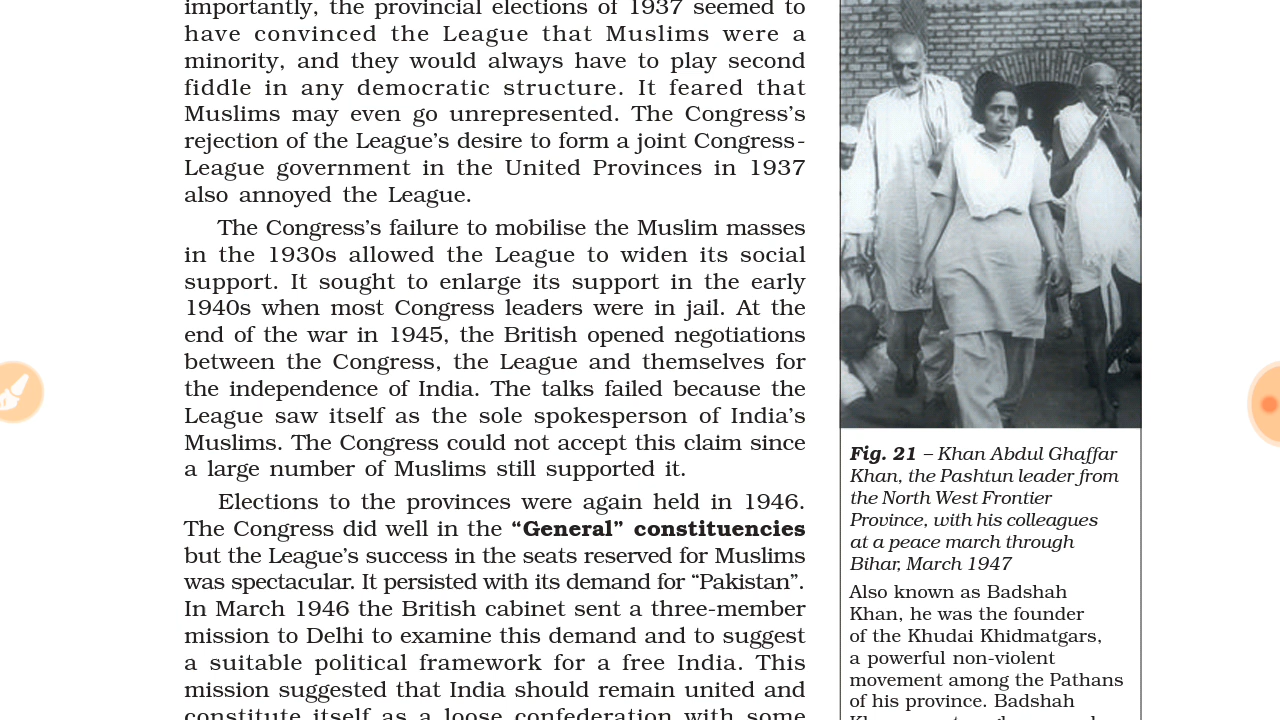 importantly, the provincial elections of 1937 seemed to
have convinced the League that Muslims were a
minority, and they would always have to play second
fiddle in any democratic structure. It feared that
Muslims may even go unrepresented. The Congress’s
rejection of the League’s desire to form a joint Congress-
League government in the United Provinces in 1937
also annoyed the League.
The Congress’s failure to mobilise the Muslim masses
in the 1930s allowed the League to widen its social
support. It sought to enlarge its support in the early
1940s when most Congress leaders were in jail. At the
end of the war in 1945, the British opened negotiations
between the Congress, the League and themselves for
the independence of India. The talks failed because the
League saw itself as the sole spokesperson of India’s
Muslims. The Congress could not accept this claim since
a large number of Muslims still supported it.
Elections to the provinces were again held in 1946.
The Congress did well in the “General” constituencies
but the League’s success in the seats reserved for Muslims
was spectacular. It persisted with its demand for “Pakistan”.
In March 1946 the British cabinet sent a three-member
mission to Delhi to examine this demand and to suggest
a suitable political framework for a free India. This
mission suggested that India should remain united and
constitute itself as a loose confederation with some
Fig. 21 – Khan Abdul Ghaffar
Khan, the Pashtun leader from
the North West Frontier
Province, with his colleagues
at a peace march through
Bihar, March 1947
Also known as Badshah
Khan, he was the founder
of the Khudai Khidmatgars,
a powerful non-violent
movement among the Pathans
of his province. Badshah